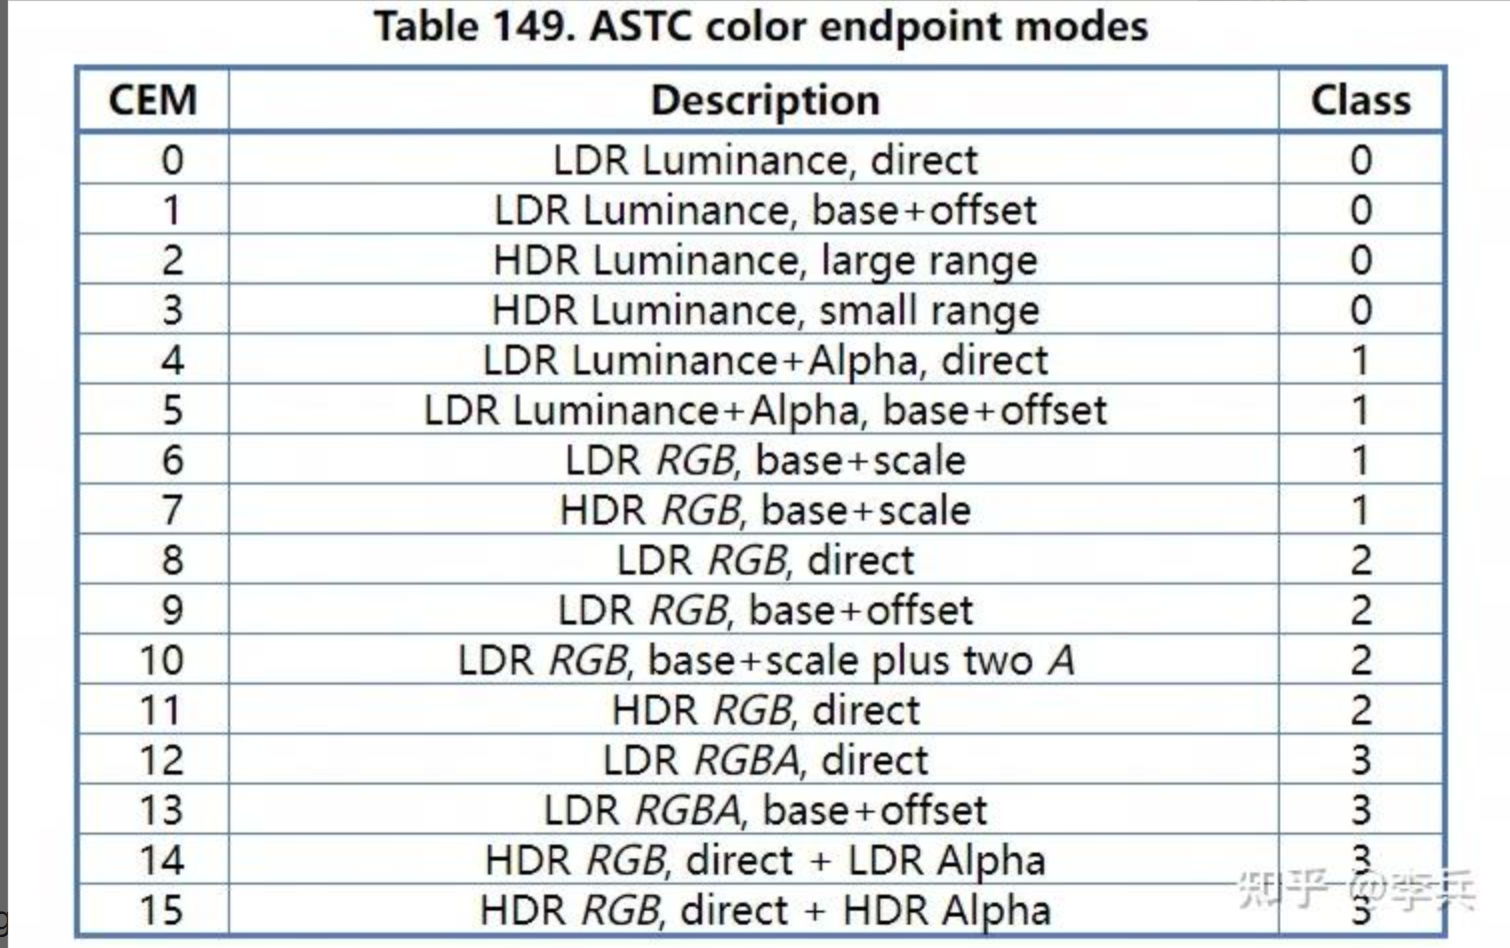 Table 149. ASTC color endpoint modes
CEM Description Class
0 LDR Luminance, direct 0
1 LDR Luminance, base+offset 0
2 HDR Luminance, large range 0
3 HDR Luminance, small range 0
4 LDR Luminance+Alpha, direct 1
5 LDR Luminance+Alpha, base+offset 1
6 LDR RGB, base+scale 1
7 HDR RGB, base+scale 1
8 LDR RGB, direct 2
9 LDR RGB, base+offset 2
10 LDR RGB, base+scale plus two A 2
11 HDR RGB, direct 2
12 LDR RGBA, direct 3
13 LDR RGBA, base+offset 3
14 HDR RGB, direct + LDR Alpha 3
15 HDR RGB, direct + HDR Alpha 3
知乎 @李兵